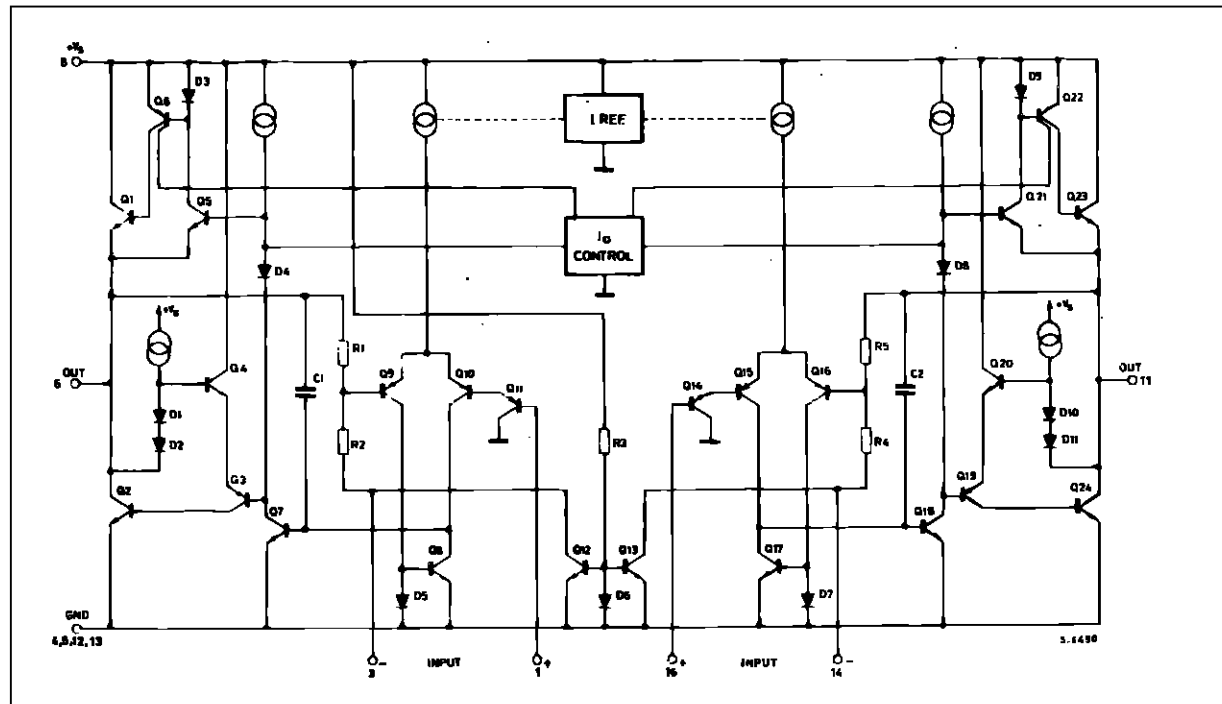 +Vs
8
D3
Q6
D9
Q22
I REF
Q1
Q5
Q21
Q23
Io
CONTROL
D4
D8
+Vs
+Vs
R1
R5
Q4
Q9
Q10
Q11
Q14
Q15
Q16
Q20
OUT
6
C1
C2
OUT
11
D1
D10
D2
R2
R3
R4
D11
Q2
Q3
Q7
Q8
Q12
Q13
Q17
Q18
Q19
Q24
D5
D6
D7
GND
4,5,12,13
3 -
INPUT
1 +
16 +
INPUT
14 -